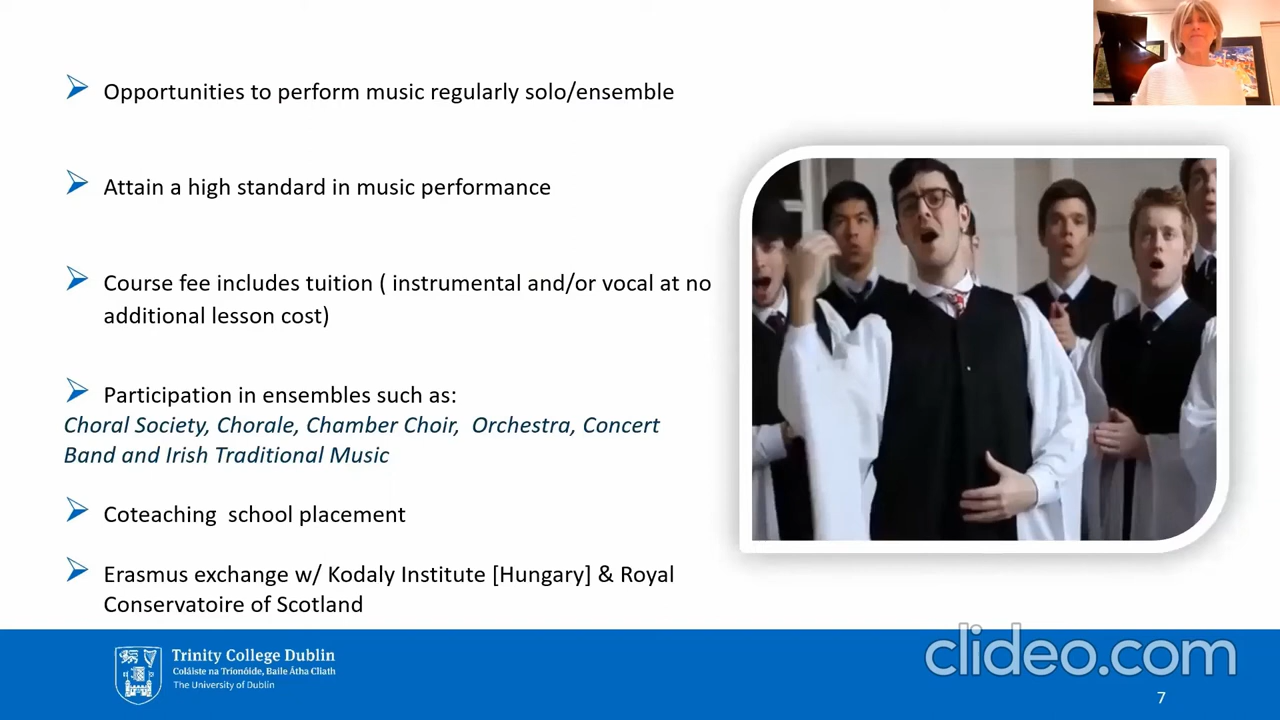 Opportunities to perform music regularly solo/ensemble
Attain a high standard in music performance
Course fee includes tuition ( instrumental and/or vocal at no
additional lesson cost)
Participation in ensembles such as:
Choral Society, Chorale, Chamber Choir,  Orchestra, Concert
Band and Irish Traditional Music
Coteaching  school placement
Erasmus exchange w/ Kodaly Institute [Hungary] & Royal
Conservatoire of Scotland
Trinity College Dublin
Coláiste na Tríonóide, Baile Átha Cliath
The University of Dublin
clideo.com
7